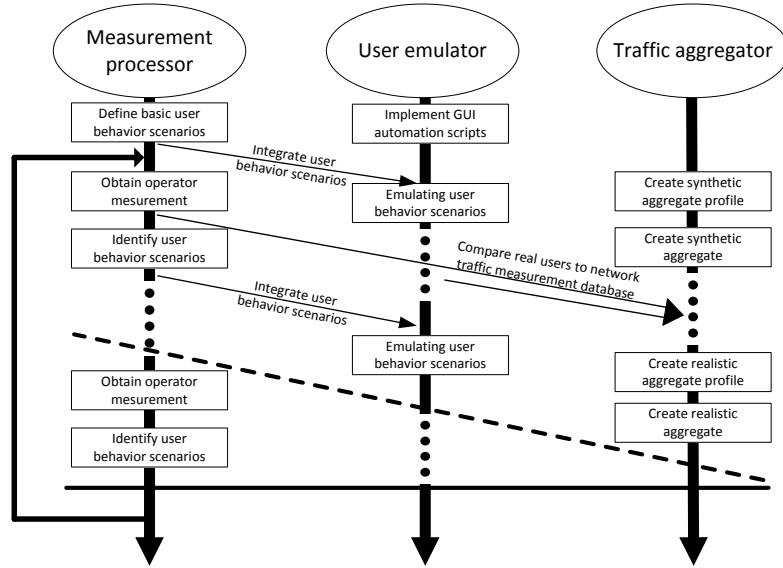 Measurement
processor
User emulator
Traffic aggregator
Define basic user
behavior scenarios
Implement GUI
automation scripts
Integrate user
behavior scenarios
Obtain operator
mesurement
Emulating user
behavior scenarios
Create synthetic
aggregate profile
Identify user
behavior scenarios
Create synthetic
aggregate
Compare real users to network
traffic measurement database
Integrate user
behavior scenarios
Emulating user
behavior scenarios
Create realistic
aggregate profile
Obtain operator
mesurement
Create realistic
aggregate
Identify user
behavior scenarios